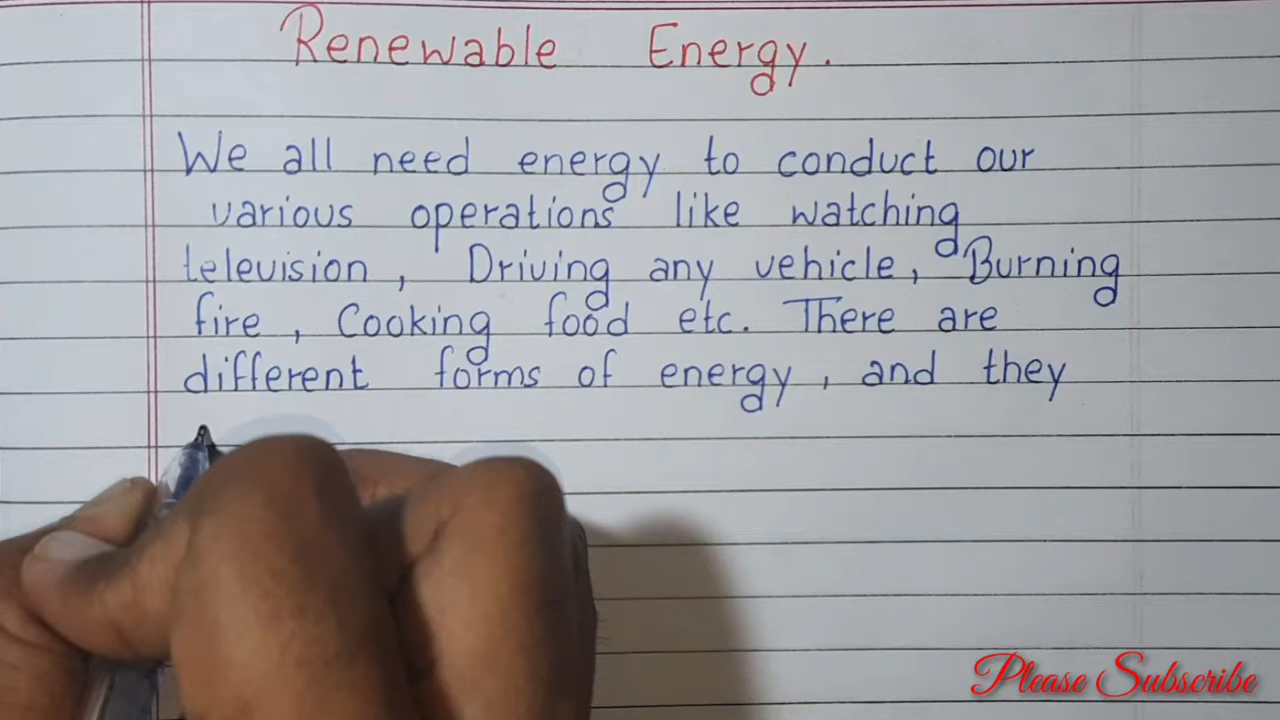 Renewable Energy.
We all need energy to conduct our
various operations like watching
television, Driving any vehicle, Burning
fire, Cooking food etc. There are
different forms of energy, and they
Please Subscribe